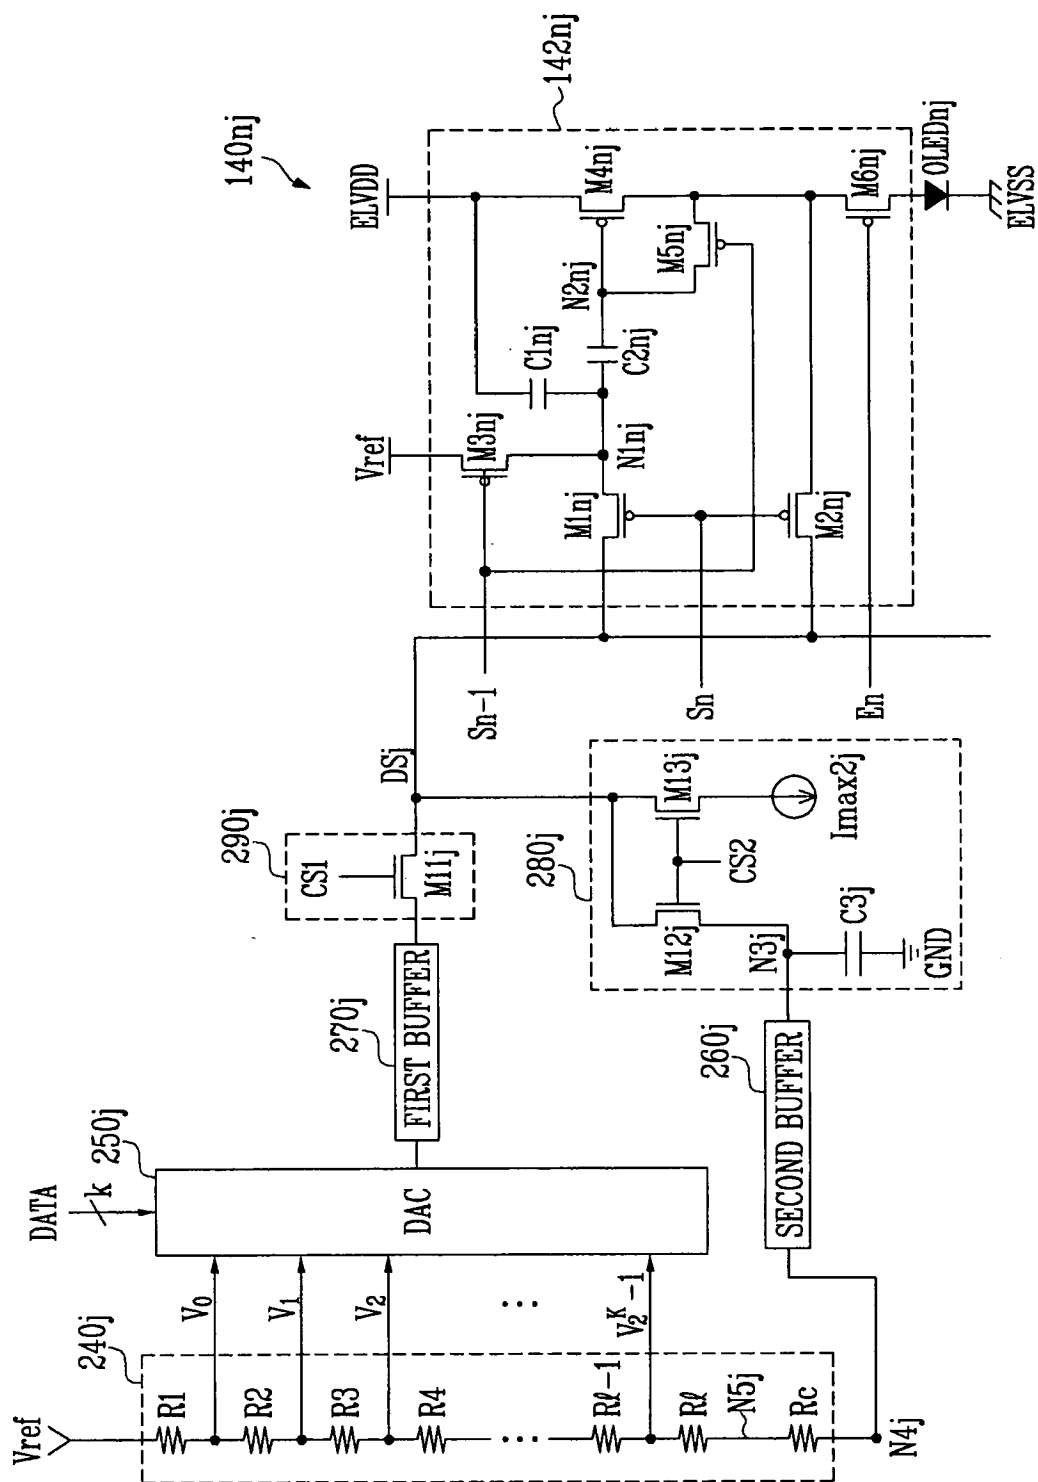 140nj
142nj
ELVDD
Vref
M3nj
C1nj
N2nj
M4nj
M5nj
C2nj
N1nj
M1nj
M2nj
M6nj
OLEDnj
ELVSS
Sn-1
Sn
En
DSj
290j
CS1
M11j
280j
M13j
M12j
CS2
Imax2j
N3j
C3j
GND
270j
FIRST BUFFER
260j
SECOND BUFFER
250j
DATA
k
DAC
V0
V1
V2
...
V2^K-1
240j
Vref
R1
R2
R3
R4
...
Rℓ-1
Rℓ
N5j
Rc
N4j